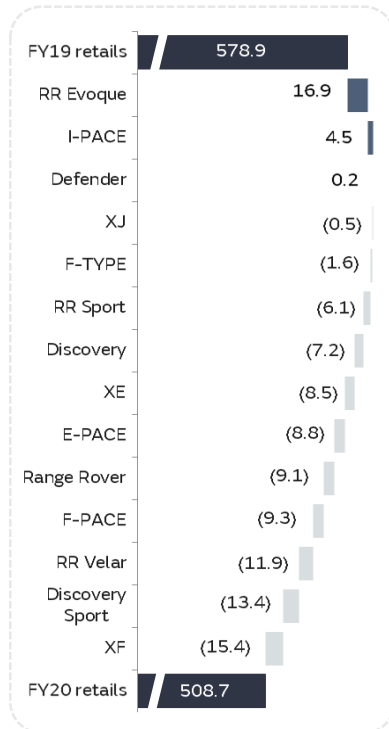 FY19 retails 578.9
RR Evoque 16.9
I-PACE 4.5
Defender 0.2
XJ (0.5)
F-TYPE (1.6)
RR Sport (6.1)
Discovery (7.2)
XE (8.5)
E-PACE (8.8)
Range Rover (9.1)
F-PACE (9.3)
RR Velar (11.9)
Discovery
Sport (13.4)
XF (15.4)
FY20 retails 508.7